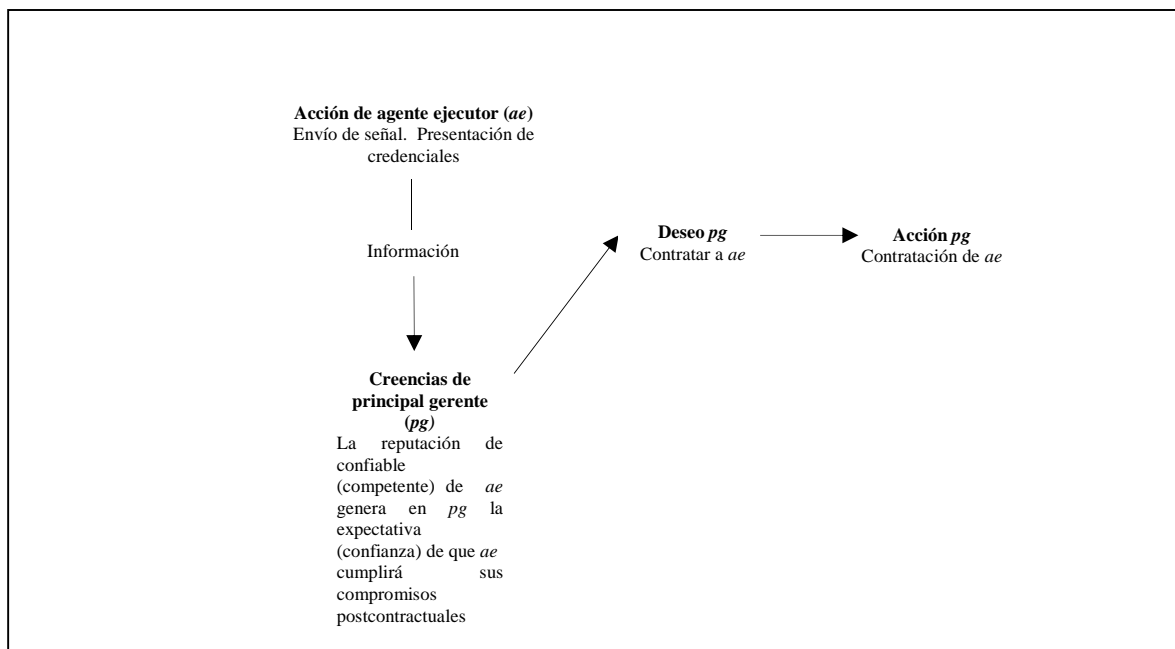 Acción de agente ejecutor (ae)
Envío de señal. Presentación de
credenciales
Información
Deseo pg
Contratar a ae
Acción pg
Contratación de ae
Creencias de
principal gerente
(pg)
La reputación de
confiable
(competente) de ae
genera en pg la
expectativa
(confianza) de que ae
cumplirá sus
compromisos
postcontractuales